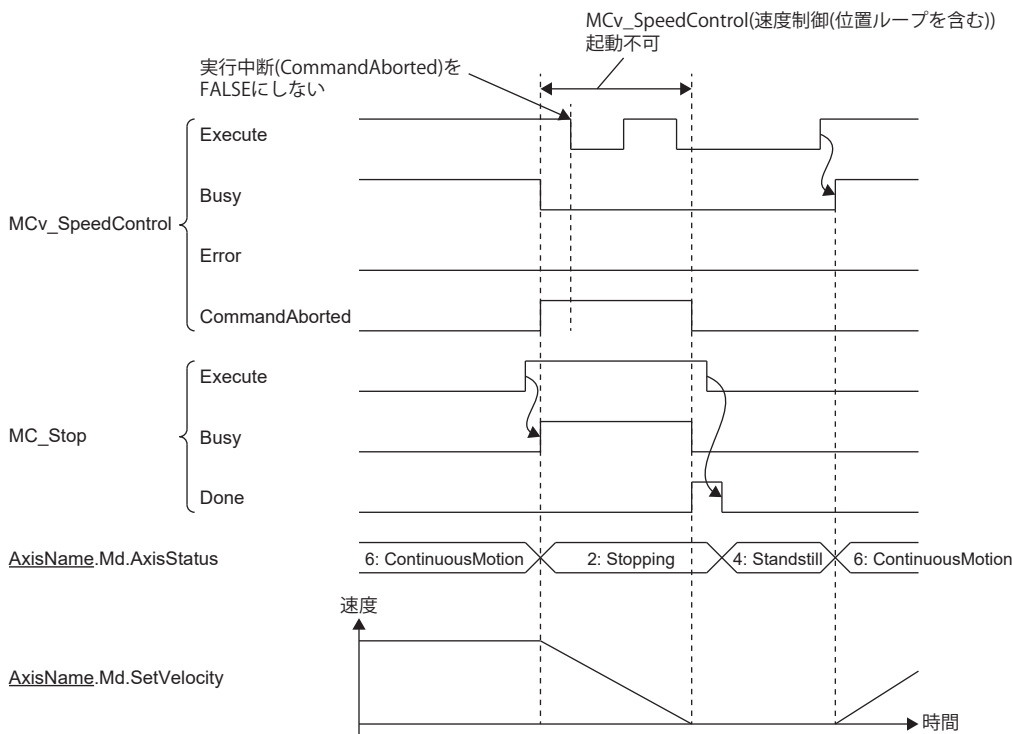 MCv_SpeedControl(速度制御(位置ループを含む))
起動不可
実行中断(CommandAborted)を
FALSEにしない
Execute
Busy
MCv_SpeedControl
Error
CommandAborted
Execute
MC_Stop
Busy
Done
AxisName.Md.AxisStatus
6: ContinuousMotion
2: Stopping
4: Standstill
6: ContinuousMotion
速度
AxisName.Md.SetVelocity
時間